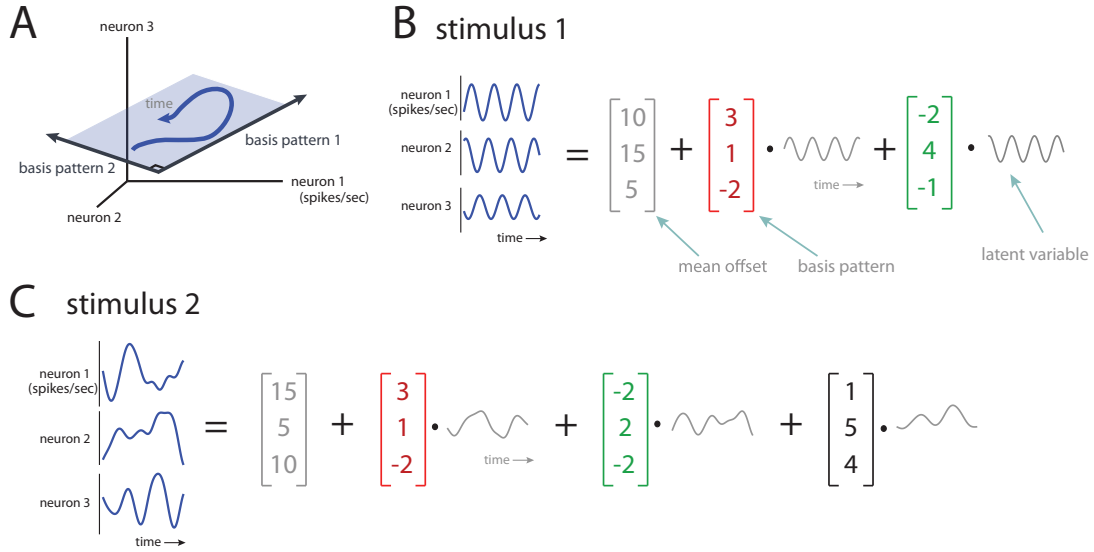 A
neuron 3
time
basis pattern 1
basis pattern 2
neuron 1
(spikes/sec)
neuron 2
B stimulus 1
neuron 1
(spikes/sec)
neuron 2
neuron 3
time
=
10
15
5
+
3
1
-2
•
time
+
-2
4
-1
•
mean offset
basis pattern
latent variable
C stimulus 2
neuron 1
(spikes/sec)
neuron 2
neuron 3
time
=
15
5
10
+
3
1
-2
•
time
+
-2
2
-2
•
+
1
5
4
•